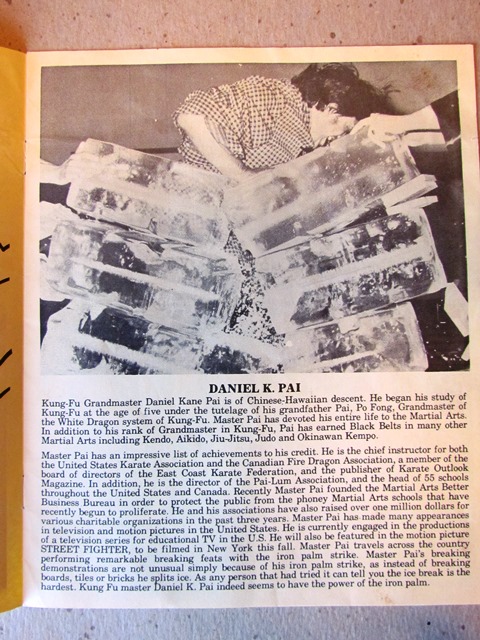 DANIEL K. PAI
Kung-Fu Grandmaster Daniel Kane Pai is of Chinese-Hawaiian descent. He began his study of
Kung-Fu at the age of five under the tutelage of his grandfather Pai, Po Fong, Grandmaster of
the White Dragon system of Kung-Fu. Master Pai has devoted his entire life to the Martial Arts.
In addition to his rank of Grandmaster in Kung-Fu, Pai has earned Black Belts in many other
Martial Arts including Kendo, Aikido, Jiu-Jitsu, Judo and Okinawan Kempo.
Master Pai has an impressive list of achievements to his credit. He is the chief instructor for both
the United States Karate Association and the Canadian Fire Dragon Association, a member of the
board of directors of the East Coast Karate Federation, and the publisher of Karate Outlook
Magazine. In addition, he is the director of the Pai-Lum Association, and the head of 55 schools
throughout the United States and Canada. Recently Master Pai founded the Martial Arts Better
Business Bureau in order to protect the public from the phoney Martial Arts schools that have
recently begun to proliferate. He and his associations have also raised over one million dollars for
various charitable organizations in the past three years. Master Pai has made many appearances
in television and motion pictures in the United States. He is currently engaged in the productions
of a television series for educational TV in the U.S. He will also be featured in the motion picture
STREET FIGHTER, to be filmed in New York this fall. Master Pai travels across the country
performing remarkable breaking feats with the iron palm strike. Master Pai's breaking
demonstrations are not unusual simply because of his iron palm strike, as instead of breaking
boards, tiles or bricks he splits ice. As any person that had tried it can tell you the ice break is the
hardest. Kung Fu master Daniel K. Pai indeed seems to have the power of the iron palm.